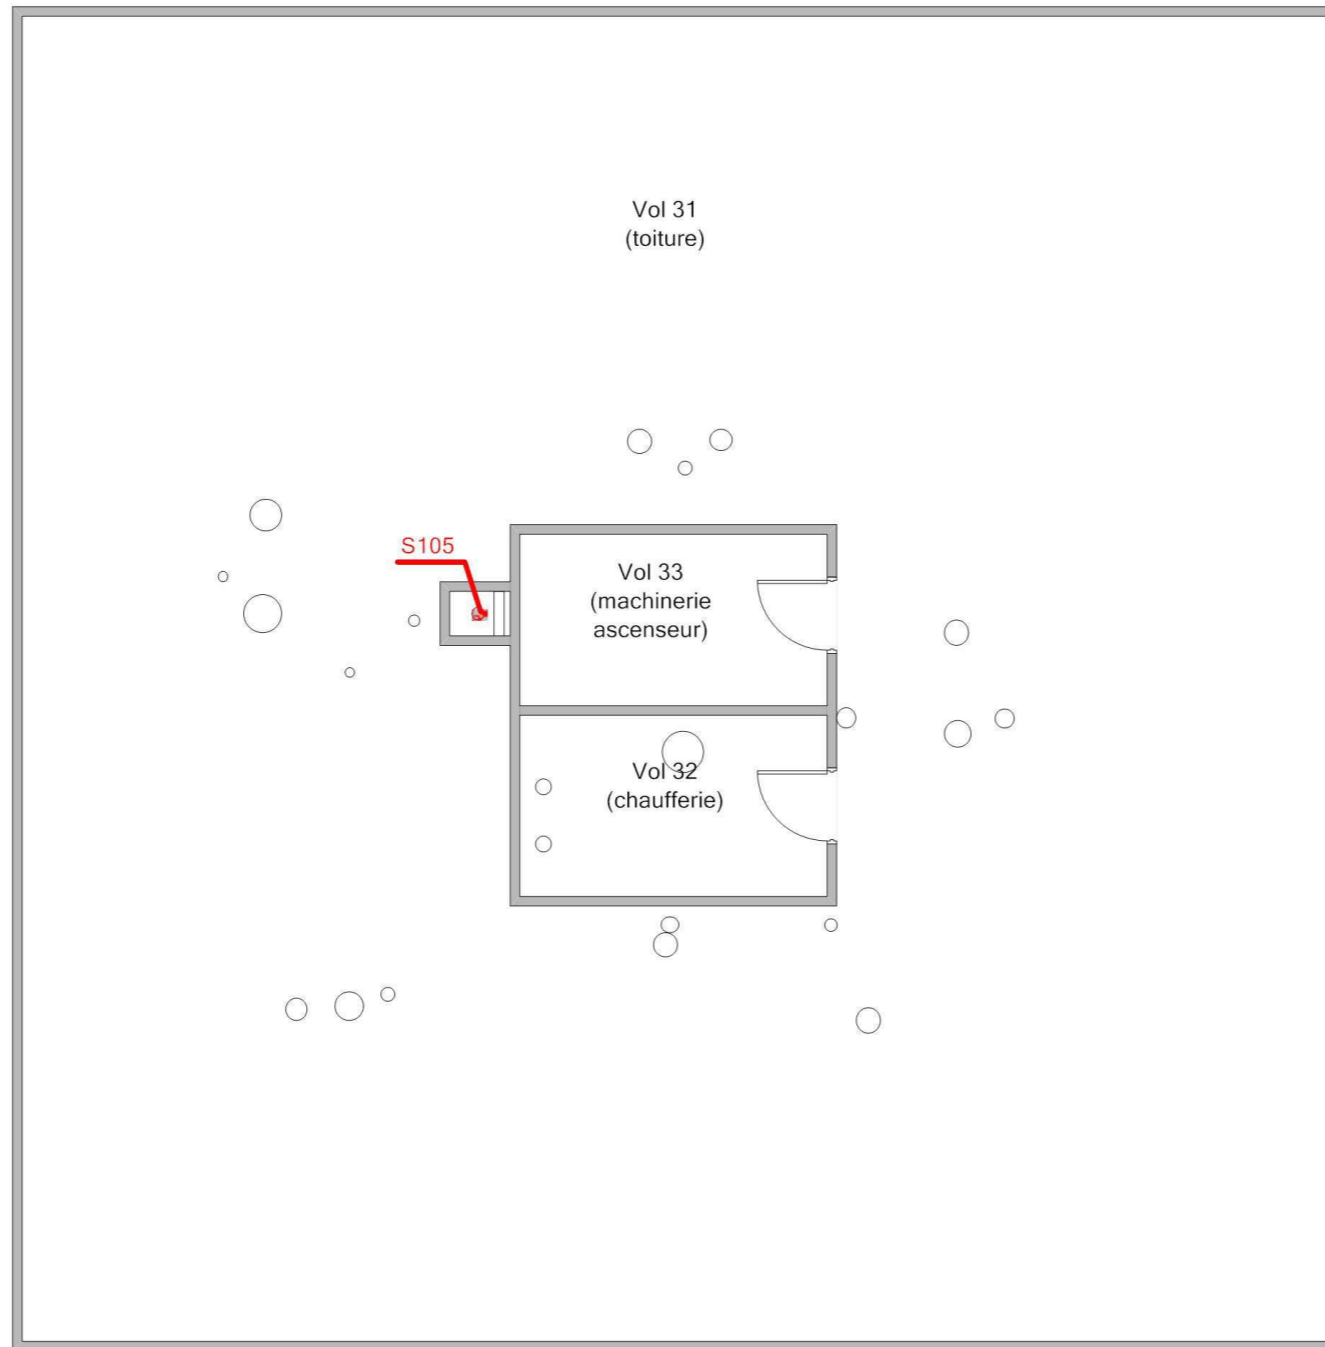 Vol 31
(toiture)
S105
Vol 33
(machinerie
ascenseur)
Vol 32
(chaufferie)